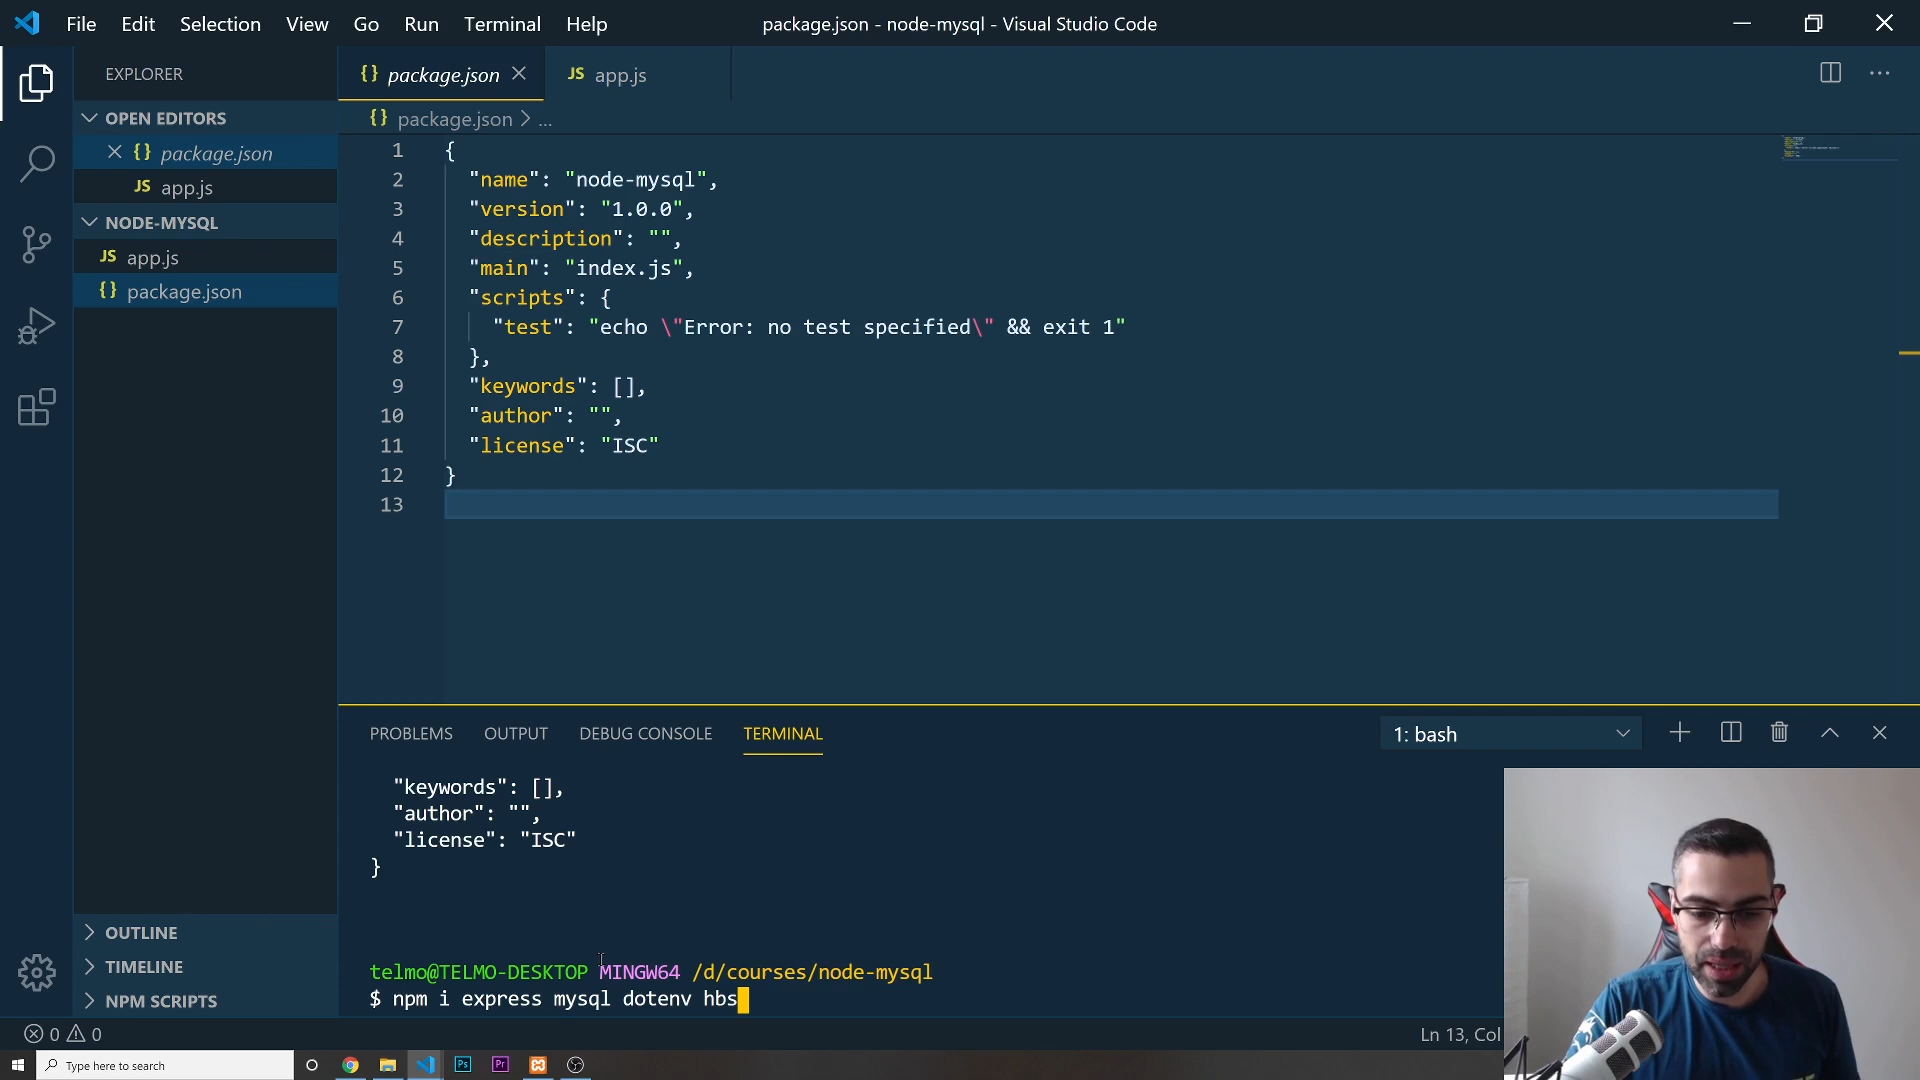 File Edit Selection View Go Run Terminal Help
package.json - node-mysql - Visual Studio Code
EXPLORER
OPEN EDITORS
{} package.json
JS app.js
NODE-MYSQL
JS app.js
{} package.json
OUTLINE
TIMELINE
NPM SCRIPTS
{} package.json
JS app.js
{} package.json > ...
1 {
2 "name": "node-mysql",
3 "version": "1.0.0",
4 "description": "",
5 "main": "index.js",
6 "scripts": {
7 "test": "echo \"Error: no test specified\" && exit 1"
8 },
9 "keywords": [],
10 "author": "",
11 "license": "ISC"
12 }
13
PROBLEMS OUTPUT DEBUG CONSOLE TERMINAL
1: bash
"keywords": [],
"author": "",
"license": "ISC"
}
telmo@TELMO-DESKTOP MINGW64 /d/courses/node-mysql
$ npm i express mysql dotenv hbs
0 0
Ln 13, Col
Type here to search
Ps
Pr